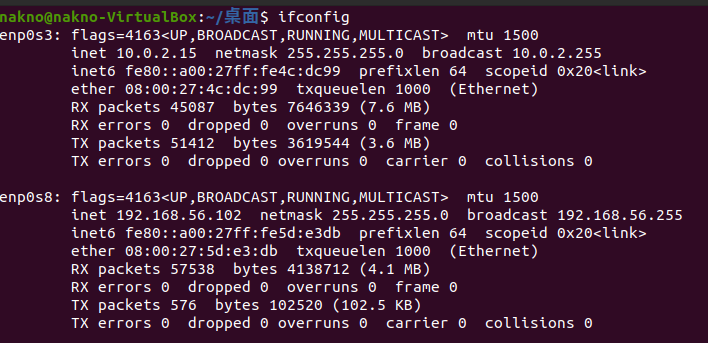 nakno@nakno-VirtualBox:~/桌面$ ifconfig
enp0s3: flags=4163<UP,BROADCAST,RUNNING,MULTICAST>  mtu 1500
        inet 10.0.2.15  netmask 255.255.255.0  broadcast 10.0.2.255
        inet6 fe80::a00:27ff:fe4c:dc99  prefixlen 64  scopeid 0x20<link>
        ether 08:00:27:4c:dc:99  txqueuelen 1000  (Ethernet)
        RX packets 45087  bytes 7646339 (7.6 MB)
        RX errors 0  dropped 0  overruns 0  frame 0
        TX packets 51412  bytes 3619544 (3.6 MB)
        TX errors 0  dropped 0 overruns 0  carrier 0  collisions 0

enp0s8: flags=4163<UP,BROADCAST,RUNNING,MULTICAST>  mtu 1500
        inet 192.168.56.102  netmask 255.255.255.0  broadcast 192.168.56.255
        inet6 fe80::a00:27ff:fe5d:e3db  prefixlen 64  scopeid 0x20<link>
        ether 08:00:27:5d:e3:db  txqueuelen 1000  (Ethernet)
        RX packets 57538  bytes 4138712 (4.1 MB)
        RX errors 0  dropped 0  overruns 0  frame 0
        TX packets 576  bytes 102520 (102.5 KB)
        TX errors 0  dropped 0 overruns 0  carrier 0  collisions 0